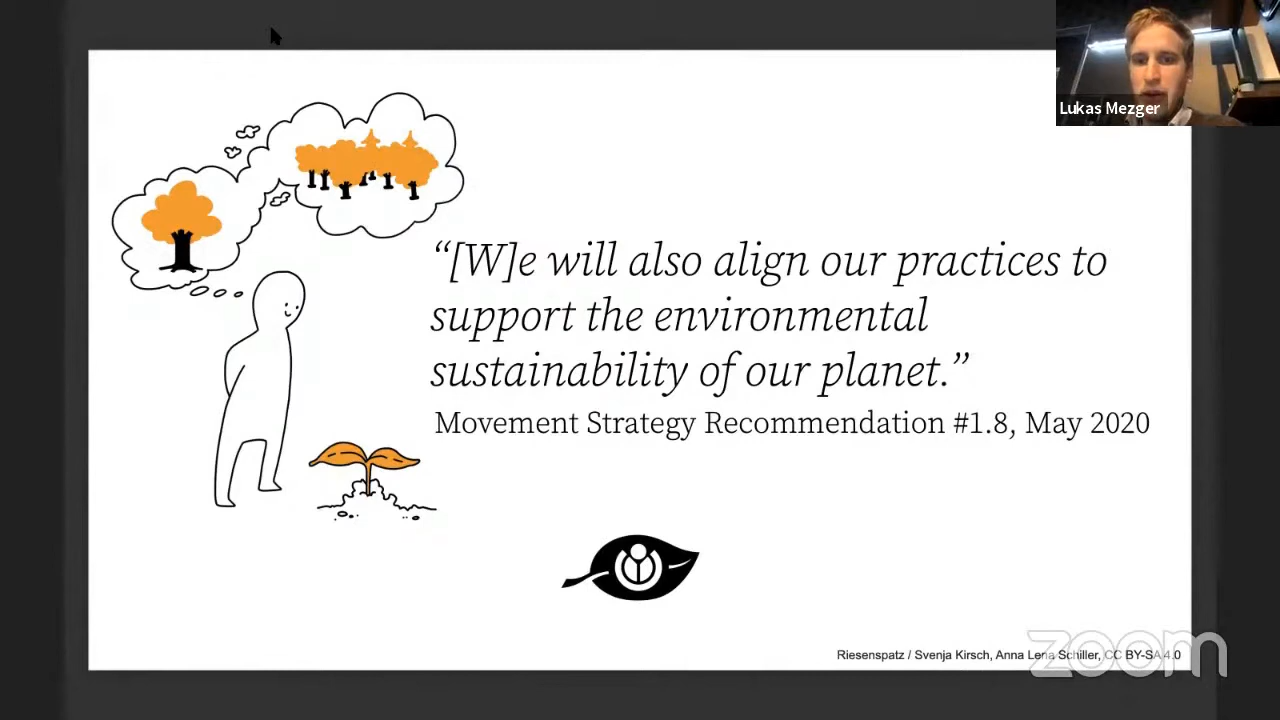 Lukas Mezger
“[W]e will also align our practices to
support the environmental
sustainability of our planet.”
Movement Strategy Recommendation #1.8, May 2020
Riesenspatz / Svenja Kirsch, Anna Lena Schiller, CC BY-SA 4.0
zoom